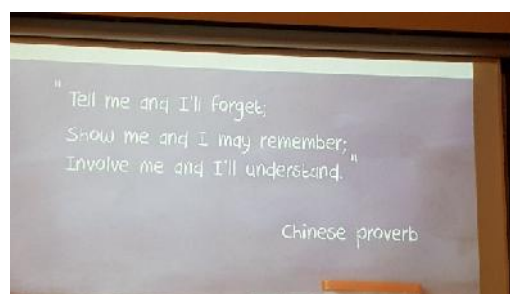 " Tell me and I'll forget;
Show me and I may remember;
Involve me and I'll understand. "
Chinese proverb